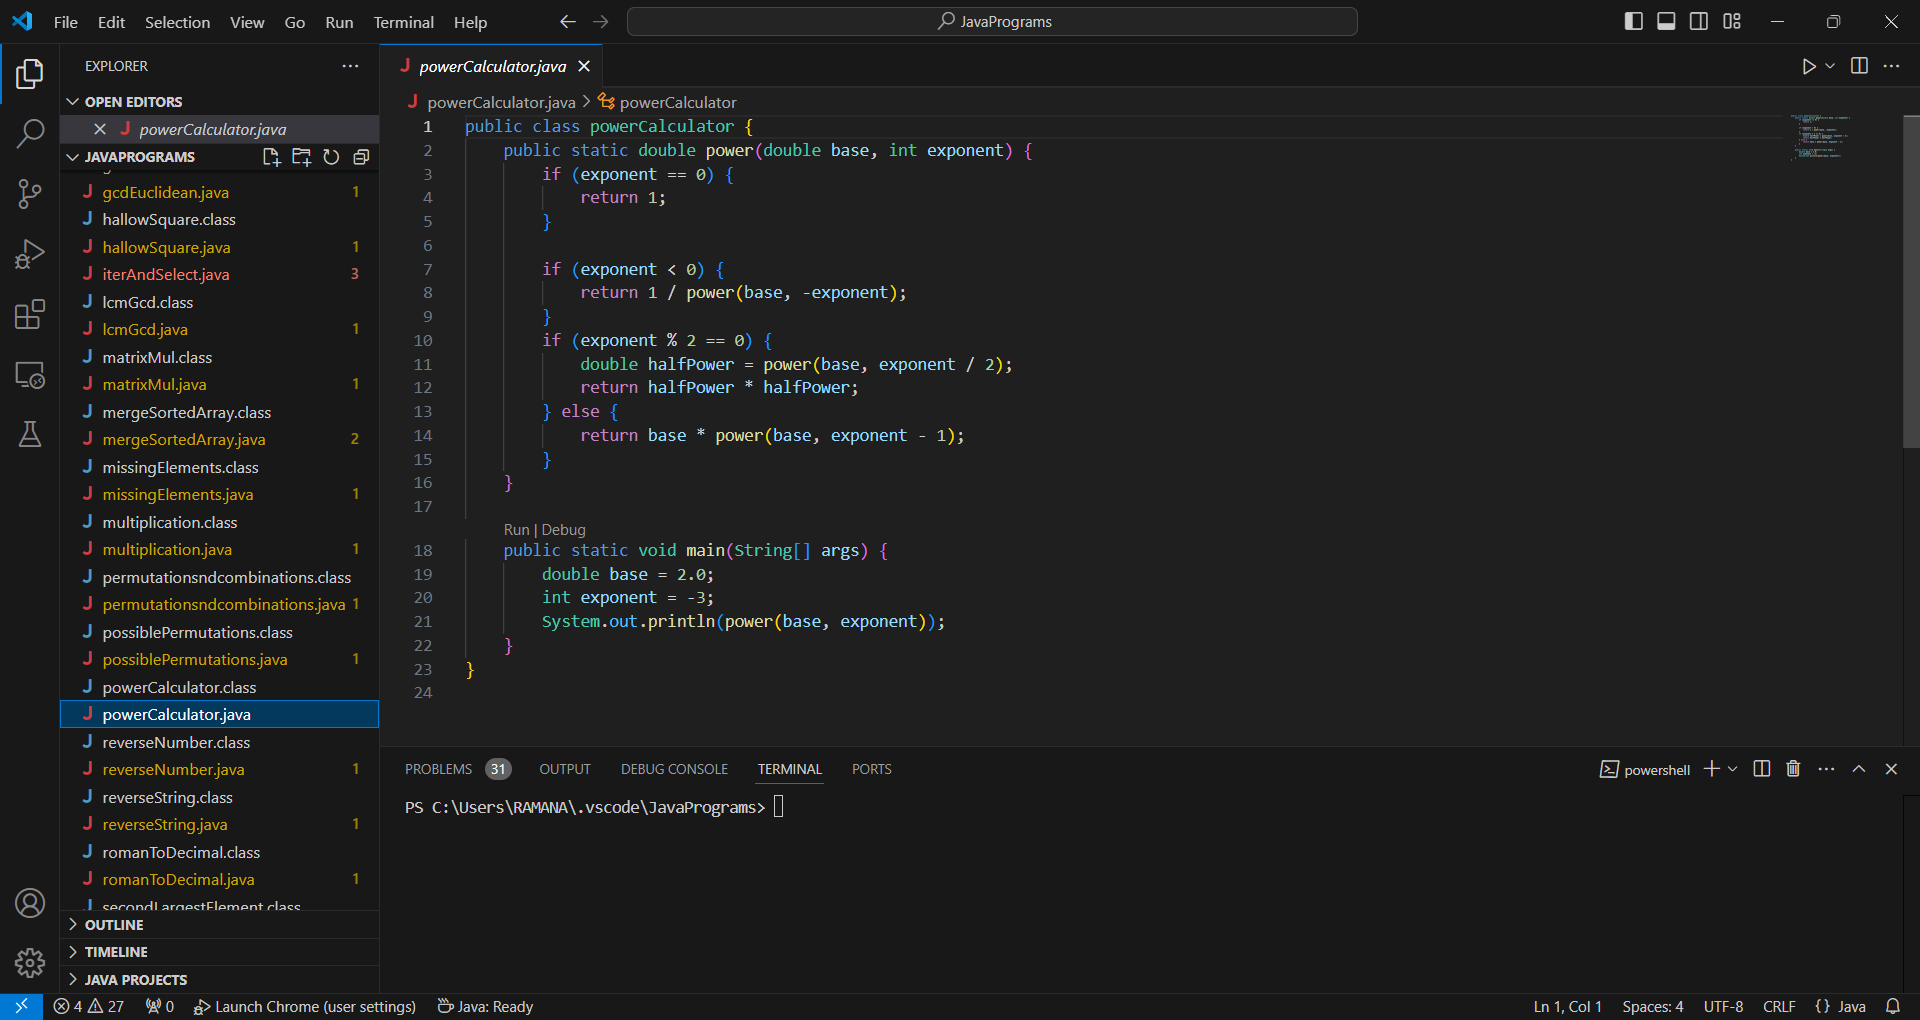 File Edit Selection View Go Run Terminal Help
JavaPrograms
EXPLORER
OPEN EDITORS
powerCalculator.java
JAVAPROGRAMS
gcdEuclidean.java 1
hallowSquare.class
hallowSquare.java 1
iterAndSelect.java 3
lcmGcd.class
lcmGcd.java 1
matrixMul.class
matrixMul.java 1
mergeSortedArray.class
mergeSortedArray.java 2
missingElements.class
missingElements.java 1
multiplication.class
multiplication.java 1
permutationsndcombinations.class
permutationsndcombinations.java 1
possiblePermutations.class
possiblePermutations.java 1
powerCalculator.class
powerCalculator.java
reverseNumber.class
reverseNumber.java 1
reverseString.class
reverseString.java 1
romanToDecimal.class
romanToDecimal.java 1
secondLargestElement.class
OUTLINE
TIMELINE
JAVA PROJECTS
powerCalculator.java
powerCalculator.java > powerCalculator
1 public class powerCalculator {
2 public static double power(double base, int exponent) {
3 if (exponent == 0) {
4 return 1;
5 }
6
7 if (exponent < 0) {
8 return 1 / power(base, -exponent);
9 }
10 if (exponent % 2 == 0) {
11 double halfPower = power(base, exponent / 2);
12 return halfPower * halfPower;
13 } else {
14 return base * power(base, exponent - 1);
15 }
16 }
17
Run | Debug
18 public static void main(String[] args) {
19 double base = 2.0;
20 int exponent = -3;
21 System.out.println(power(base, exponent));
22 }
23 }
24
PROBLEMS 31 OUTPUT DEBUG CONSOLE TERMINAL PORTS
powershell
PS C:\Users\RAMANA\.vscode\JavaPrograms>
4 27 0 Launch Chrome (user settings) Java: Ready
Ln 1, Col 1 Spaces: 4 UTF-8 CRLF {} Java